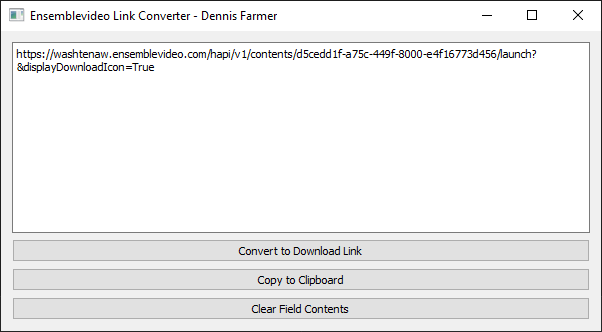 Ensemblevideo Link Converter - Dennis Farmer
https://washtenaw.ensemblevideo.com/hapi/v1/contents/d5cedd1f-a75c-449f-8000-e4f16773d456/launch?
&displayDownloadIcon=True
Convert to Download Link
Copy to Clipboard
Clear Field Contents